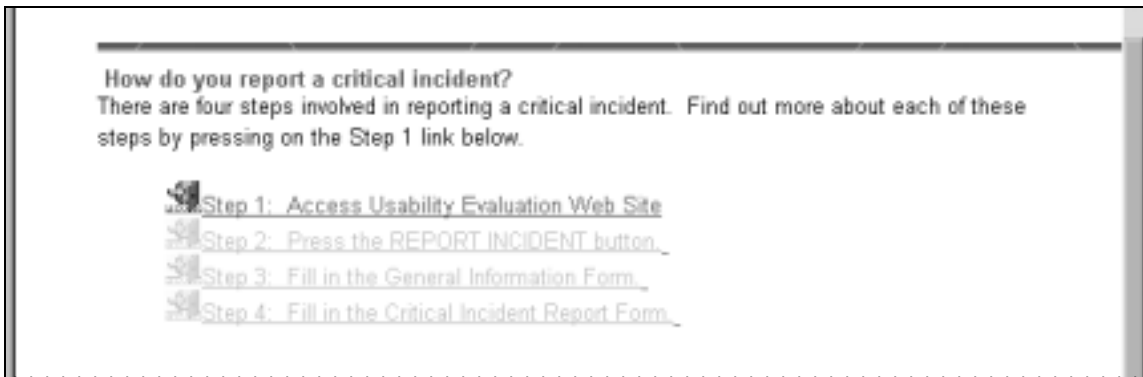 How do you report a critical incident?
There are four steps involved in reporting a critical incident.  Find out more about each of these
steps by pressing on the Step 1 link below.
Step 1:  Access Usability Evaluation Web Site
Step 2:  Press the REPORT INCIDENT button.
Step 3:  Fill in the General Information Form.
Step 4:  Fill in the Critical Incident Report Form.